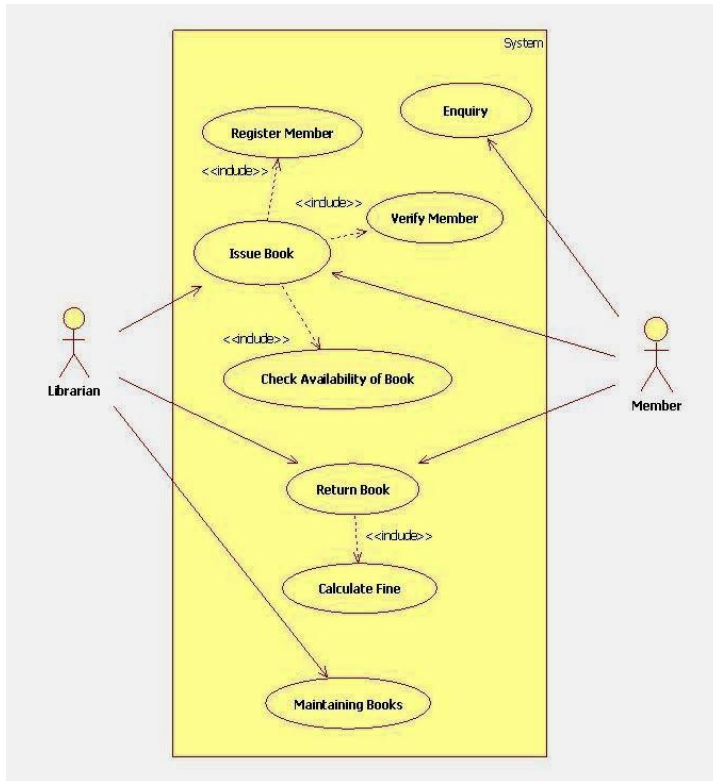 System
Enquiry
Register Member
<<include>>
<<include>>
Verify Member
Issue Book
<<include>>
Check Availability of Book
Librarian
Member
Return Book
<<include>>
Calculate Fine
Maintaining Books